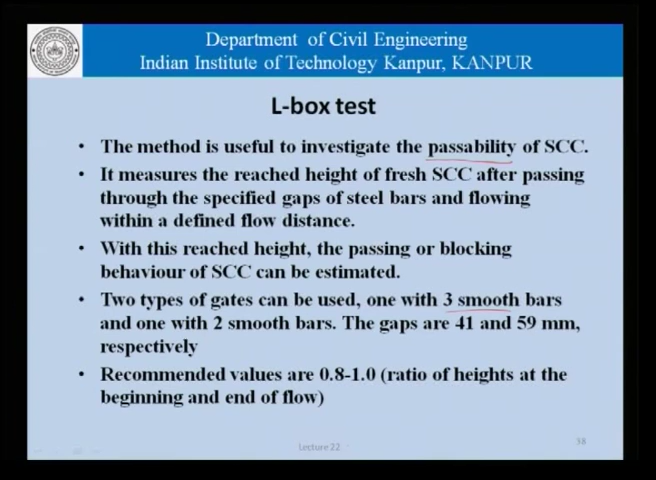 Department of Civil Engineering
Indian Institute of Technology Kanpur, KANPUR
L-box test
• The method is useful to investigate the passability of SCC.
• It measures the reached height of fresh SCC after passing
through the specified gaps of steel bars and flowing
within a defined flow distance.
• With this reached height, the passing or blocking
behaviour of SCC can be estimated.
• Two types of gates can be used, one with 3 smooth bars
and one with 2 smooth bars. The gaps are 41 and 59 mm,
respectively
• Recommended values are 0.8-1.0 (ratio of heights at the
beginning and end of flow)
Lecture 22
38